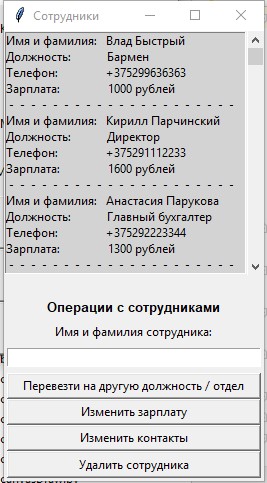 Сотрудники
Имя и фамилия: Влад Быстрый
Должность: Бармен
Телефон: +375299636363
Зарплата: 1000 рублей
- - - - - - - - - - - - - - - - - - - - - -
Имя и фамилия: Кирилл Парчинский
Должность: Директор
Телефон: +375291112233
Зарплата: 1600 рублей
- - - - - - - - - - - - - - - - - - - - - -
Имя и фамилия: Анастасия Парукова
Должность: Главный бухгалтер
Телефон: +375292223344
Зарплата: 1300 рублей
- - - - - - - - - - - - - - - - - - - - - -
Операции с сотрудниками
Имя и фамилия сотрудника:
Перевезти на другую должность / отдел
Изменить зарплату
Изменить контакты
Удалить сотрудника